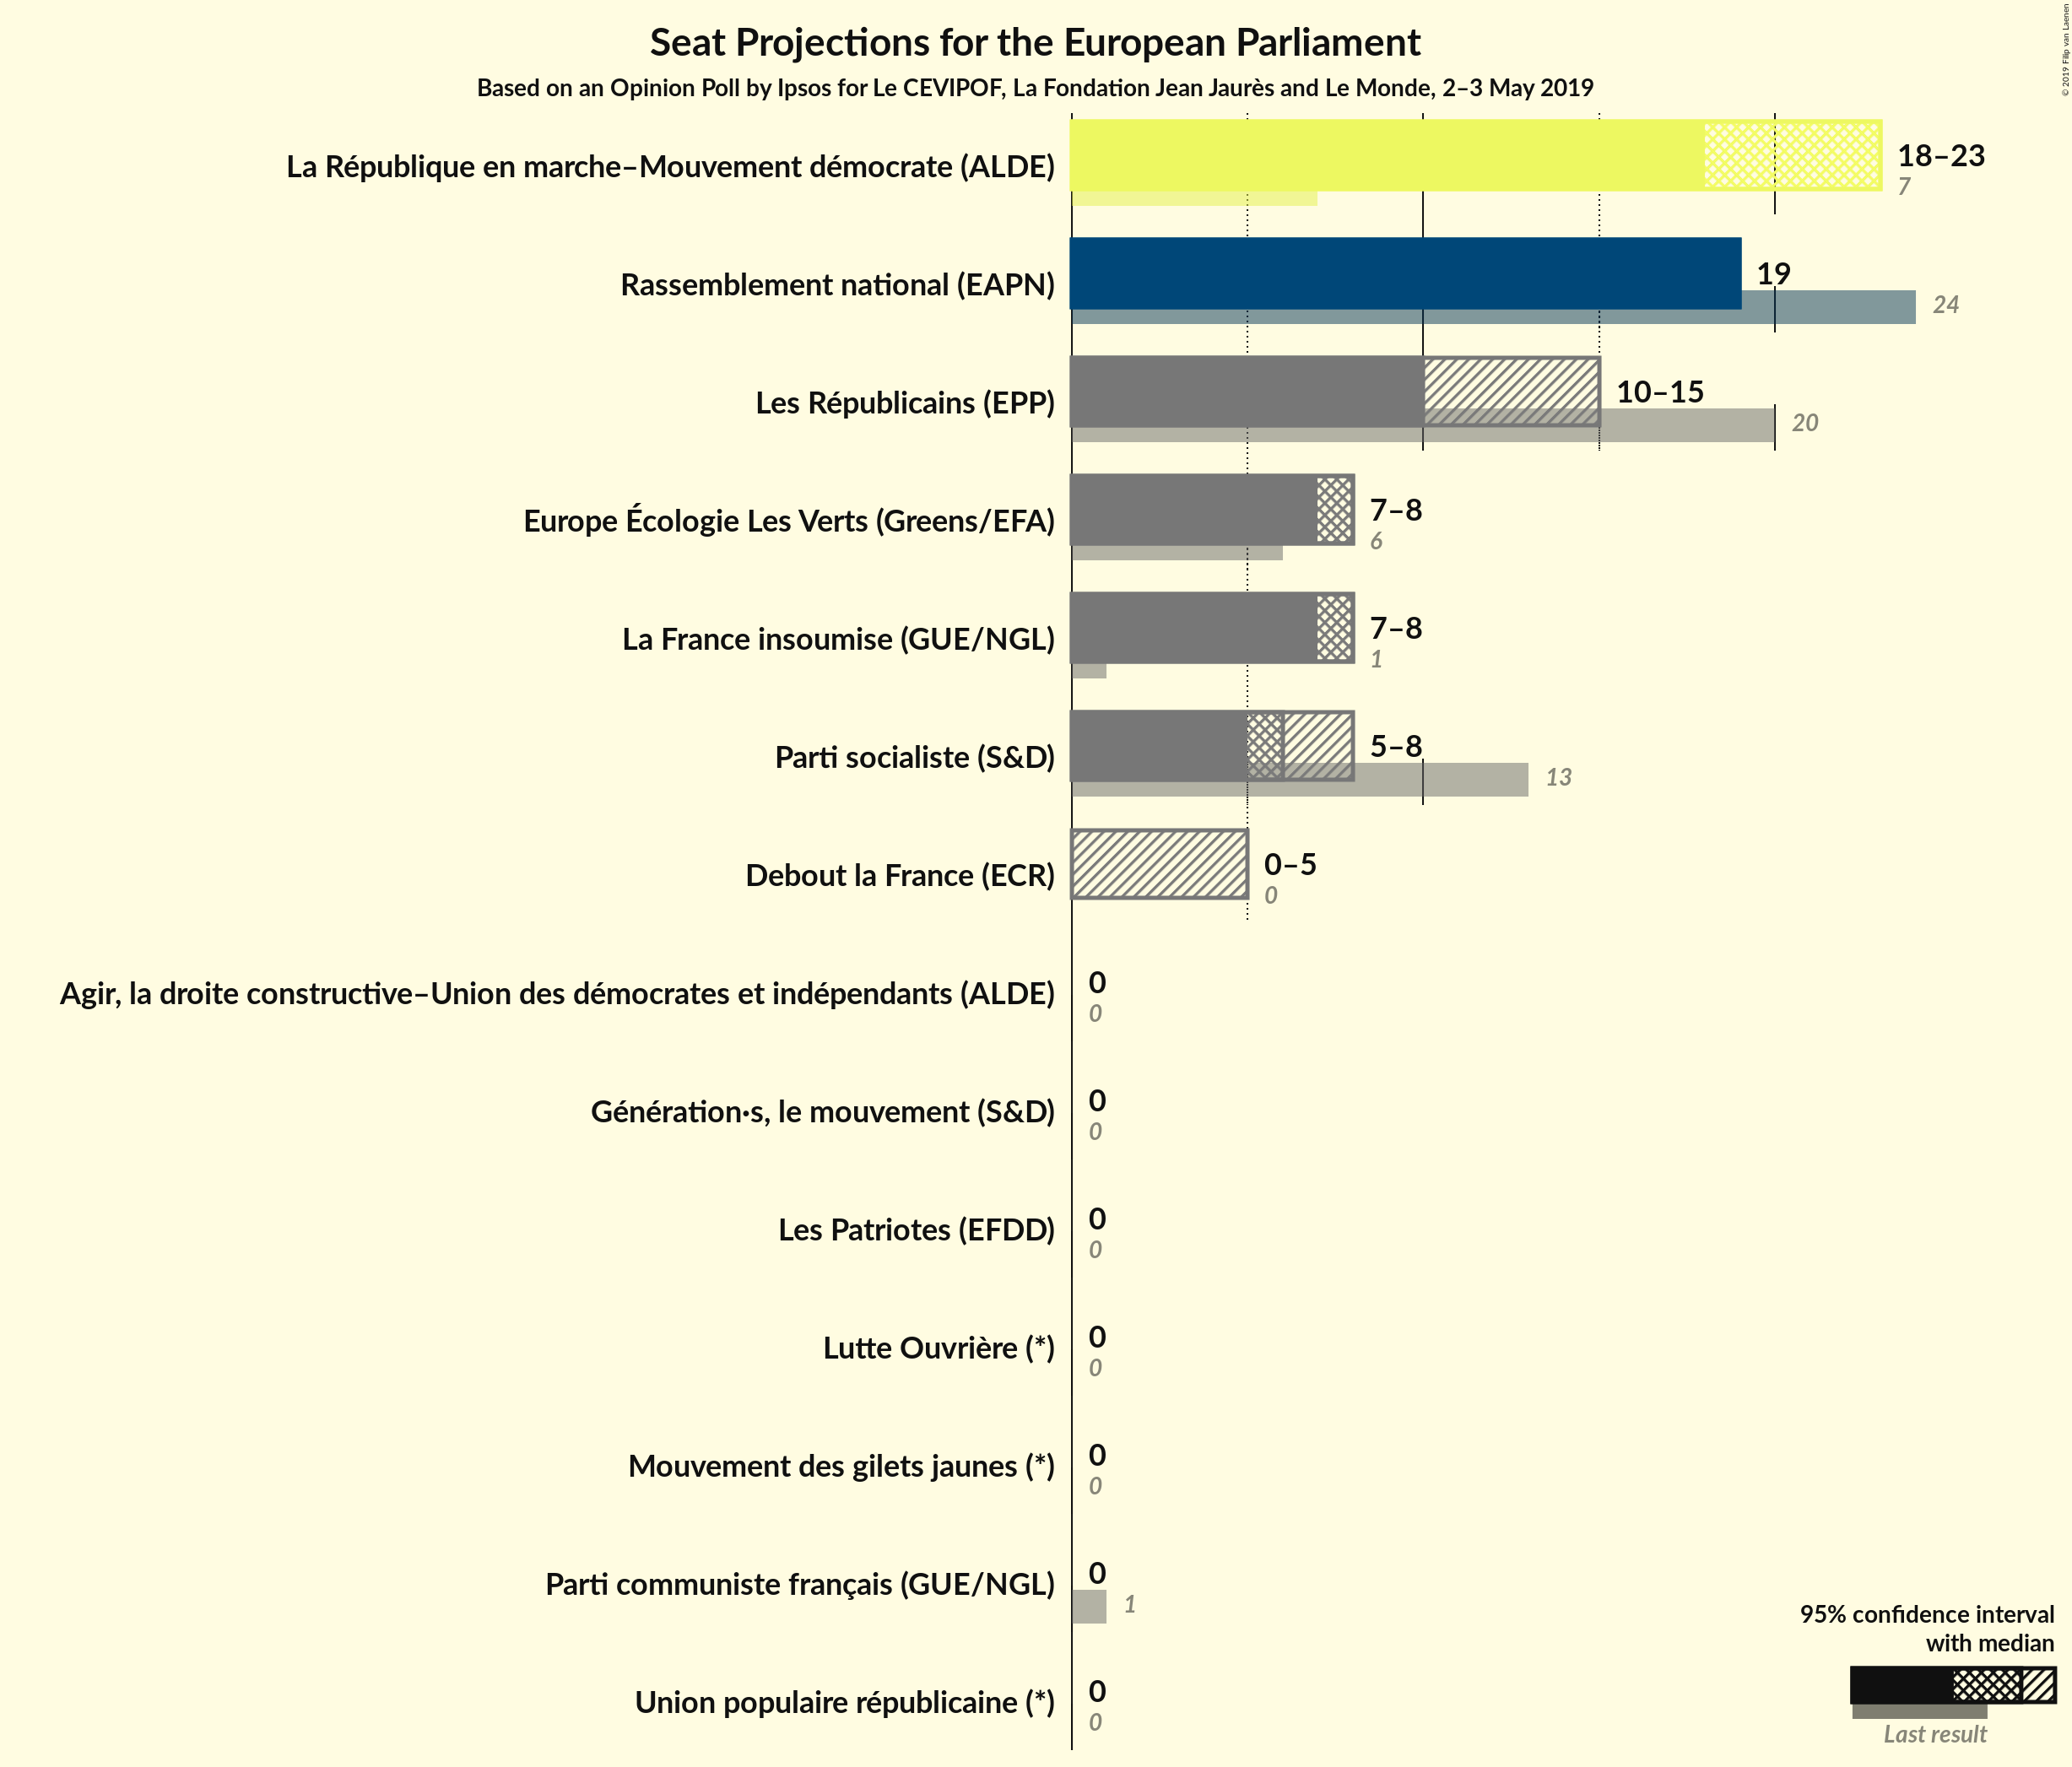 Seat Projections for the European Parliament
Based on an Opinion Poll by Ipsos for Le CEVIPOF, La Fondation Jean Jaurès and Le Monde, 2–3 May 2019
© 2019 Filip van Laenen
La République en marche–Mouvement démocrate (ALDE)
18–23
7
Rassemblement national (EAPN)
19
24
Les Républicains (EPP)
10–15
20
Europe Écologie Les Verts (Greens/EFA)
7–8
6
La France insoumise (GUE/NGL)
7–8
1
Parti socialiste (S&D)
5–8
13
Debout la France (ECR)
0–5
0
Agir, la droite constructive–Union des démocrates et indépendants (ALDE)
0
0
Génération·s, le mouvement (S&D)
0
0
Les Patriotes (EFDD)
0
0
Lutte Ouvrière (*)
0
0
Mouvement des gilets jaunes (*)
0
0
Parti communiste français (GUE/NGL)
0
1
Union populaire républicaine (*)
0
0
95% confidence interval
with median
Last result